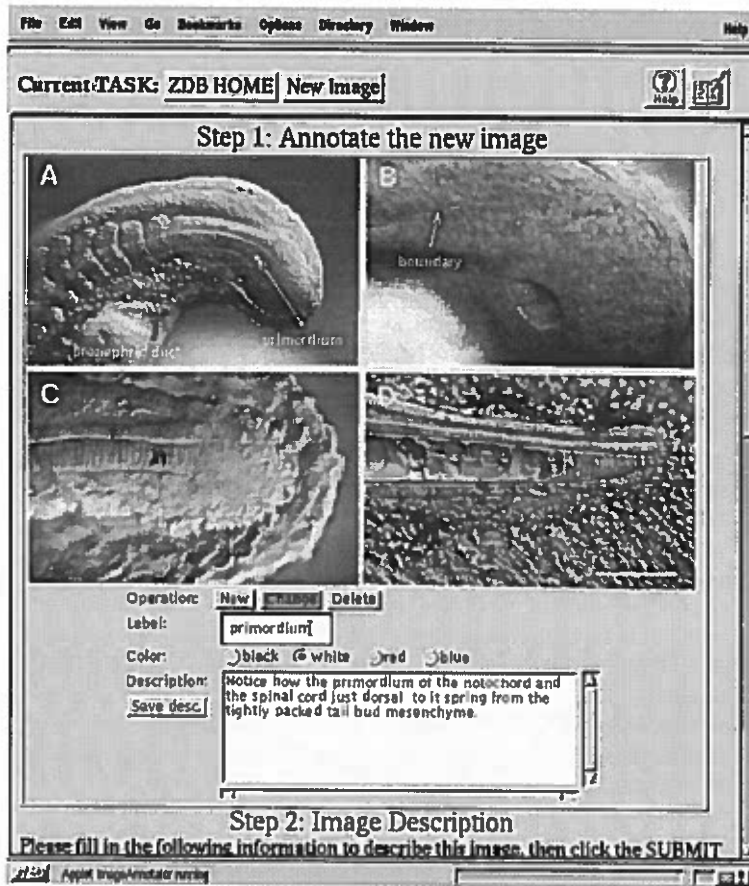 File Edit View Go Bookmarks Options Directory Window Help
Current TASK: ZDB HOME New Image Help
Step 1: Annotate the new image
A B
boundary
primordium
pronephric duct
C D
Operation: New Change Delete
Label: primordium
Color: black white red blue
Description: Notice how the primordium of the notochord and
Save desc. the spinal cord just dorsal to it spring from the
tightly packed tail bud mesenchyme.
Step 2: Image Description
Please fill in the following information to describe this image, then click the SUBMIT
Applet ImageAnnotator running